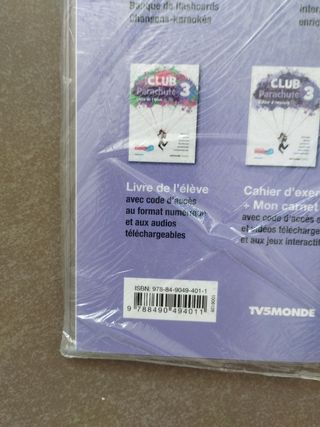 Banque de flashcards
Chansons-karaokés
CLUB
Parachute 3
CLUB
Parachute 3
Livre de l'élève
avec code d'accès
au format numérique
et aux audios
téléchargeables
Cahier d'exer
+ Mon carnet
avec code d'accès
et vidéos télécharge
et aux jeux interactif
ISBN: 978-84-9049-401-1
9 788490 494011
TV5MONDE